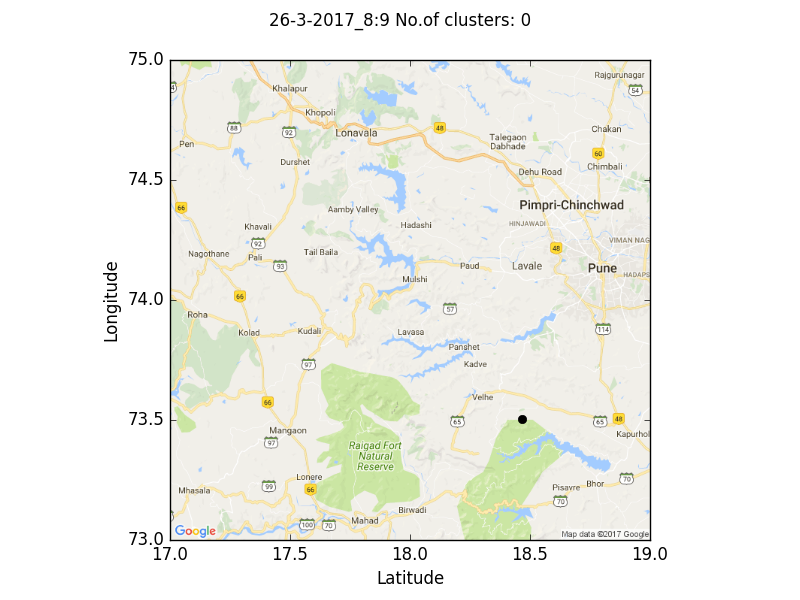 26-3-2017_8:9 No.of clusters: 0
75.0
74.5
74.0
73.5
73.0
Longitude
17.0
17.5
18.0
18.5
19.0
Latitude
Rajgurunagar
54
Khalapur
Khopoli
88
92
Lonavala
48
Chakan
Pen
Talegaon
Dabhade
60
Durshet
Chimbali
Dehu Road
66
Aamby Valley
Pimpri-Chinchwad
Hadashi
HINJAWADI
Khavali
92
VIMAN NAG
48
Nagothane
Pali
Tail Baila
93
Paud
Lavale
Pune
HADAPS
Mulshi
66
57
Roha
Kolad
Kudali
Lavasa
114
Panshet
97
Kadve
66
Velhe
65
65
48
Mangaon
97
Kapurhol
Raigad Fort
Natural
Reserve
Lonere
99
66
Mhasala
70
Bhor
Pisavre
70
Birwadi
Mahad
100
70
Google
Map data ©2017 Google